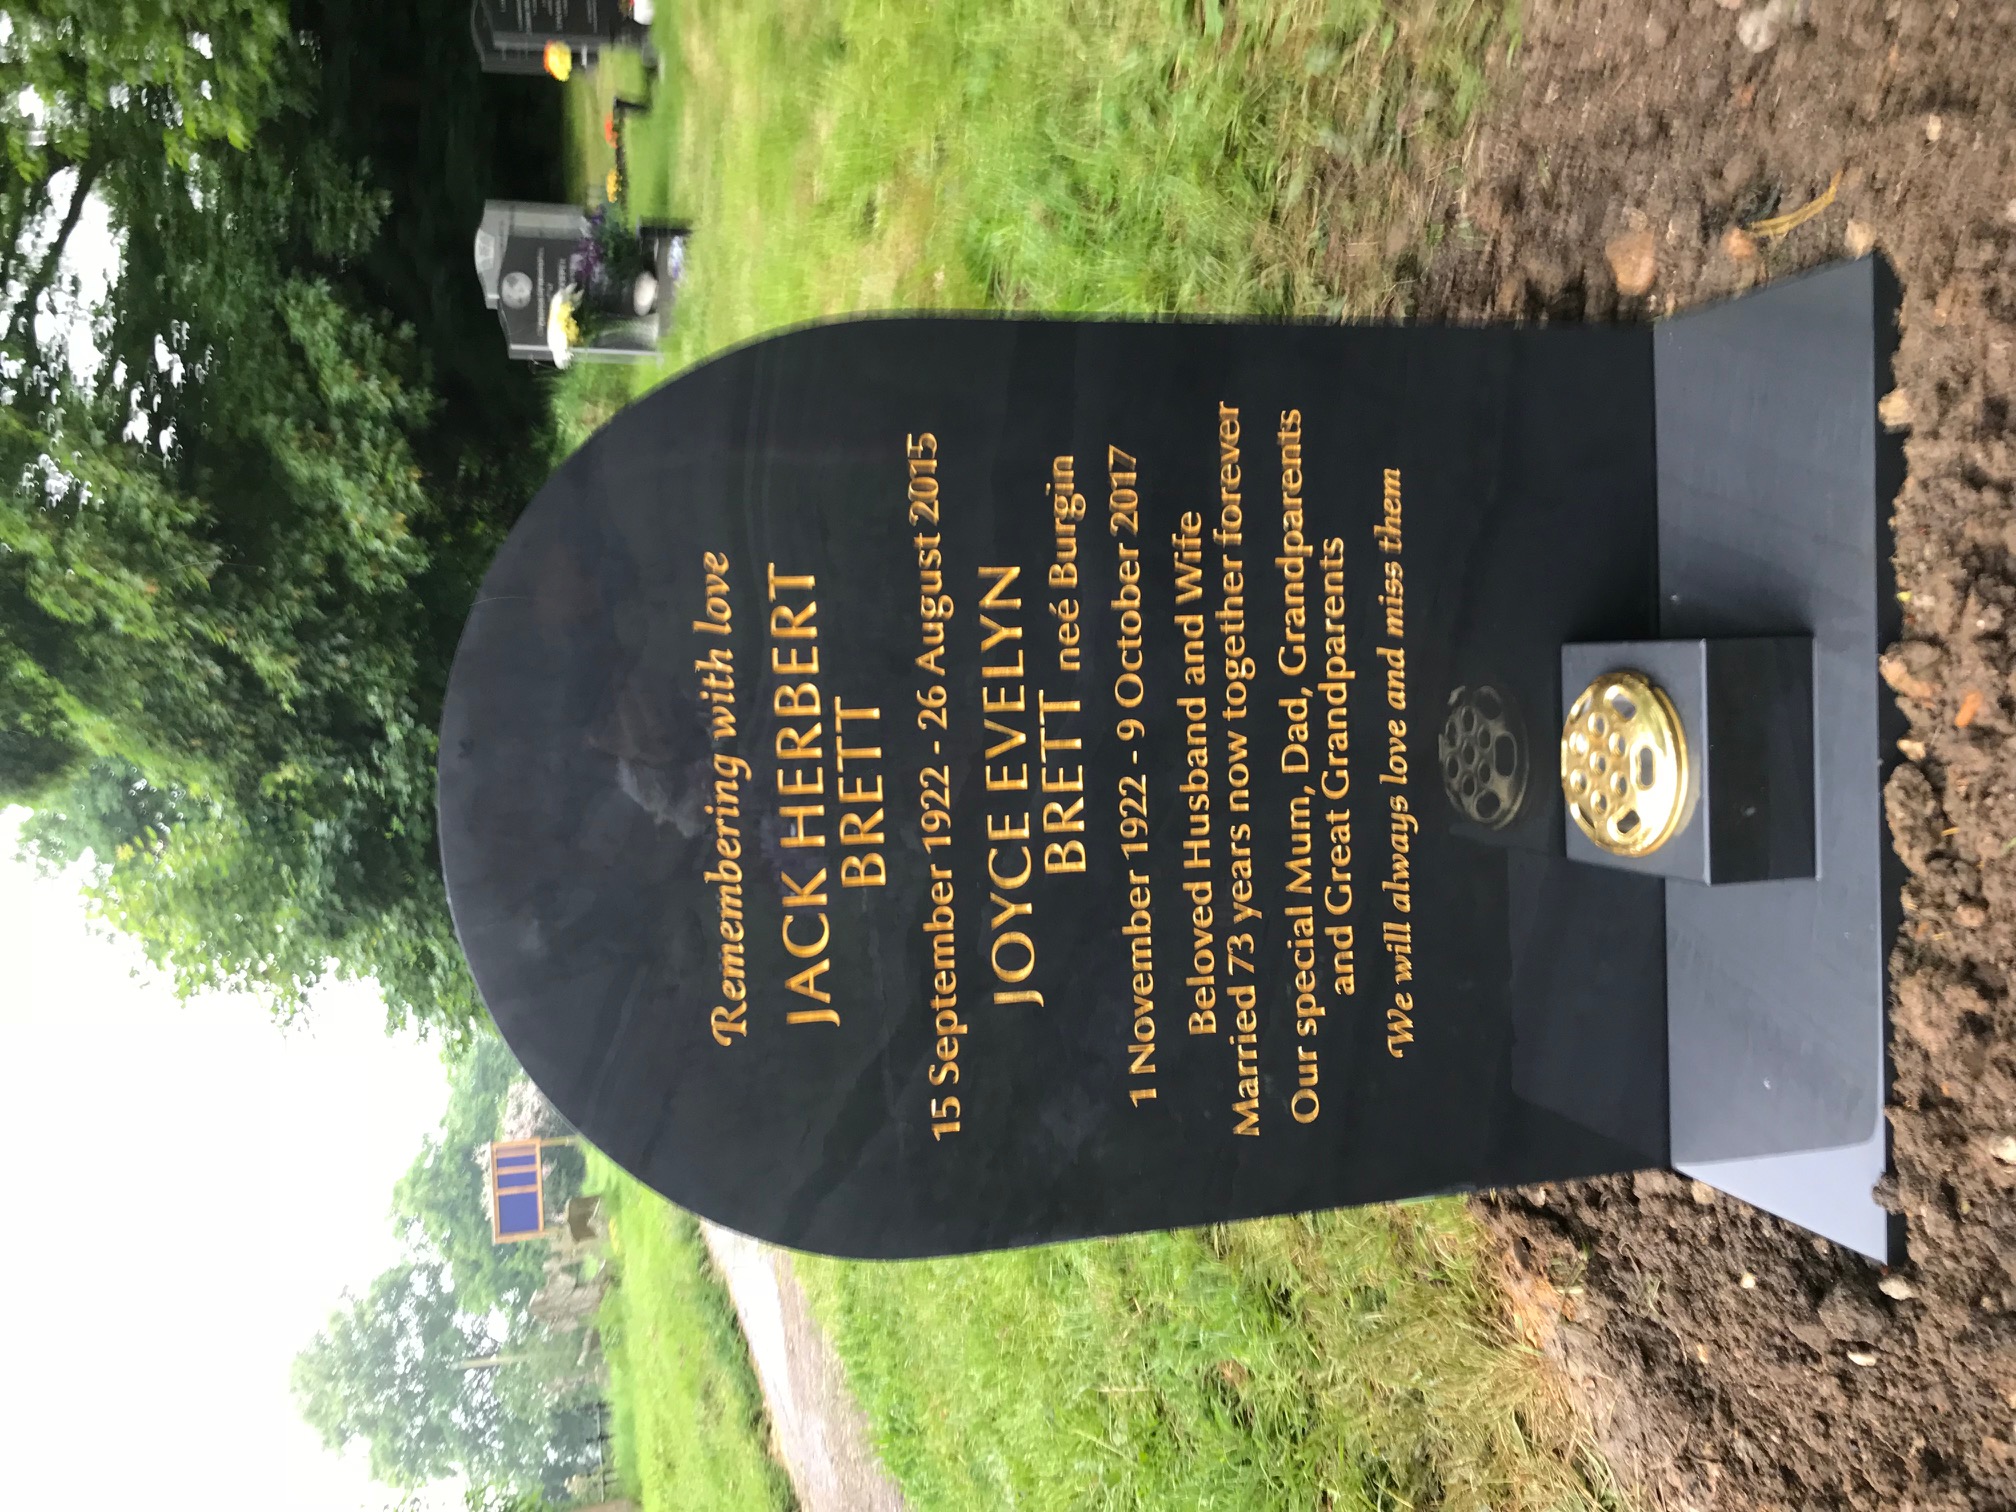 Remembering with love
JACK HERBERT
BRETT
15 September 1922 - 26 August 2015
JOYCE EVELYN
BRETT neé Burgin
1 November 1922 - 9 October 2017
Beloved Husband and Wife
Married 73 years now together forever
Our special Mum, Dad, Grandparents
and Great Grandparents
We will always love and miss them